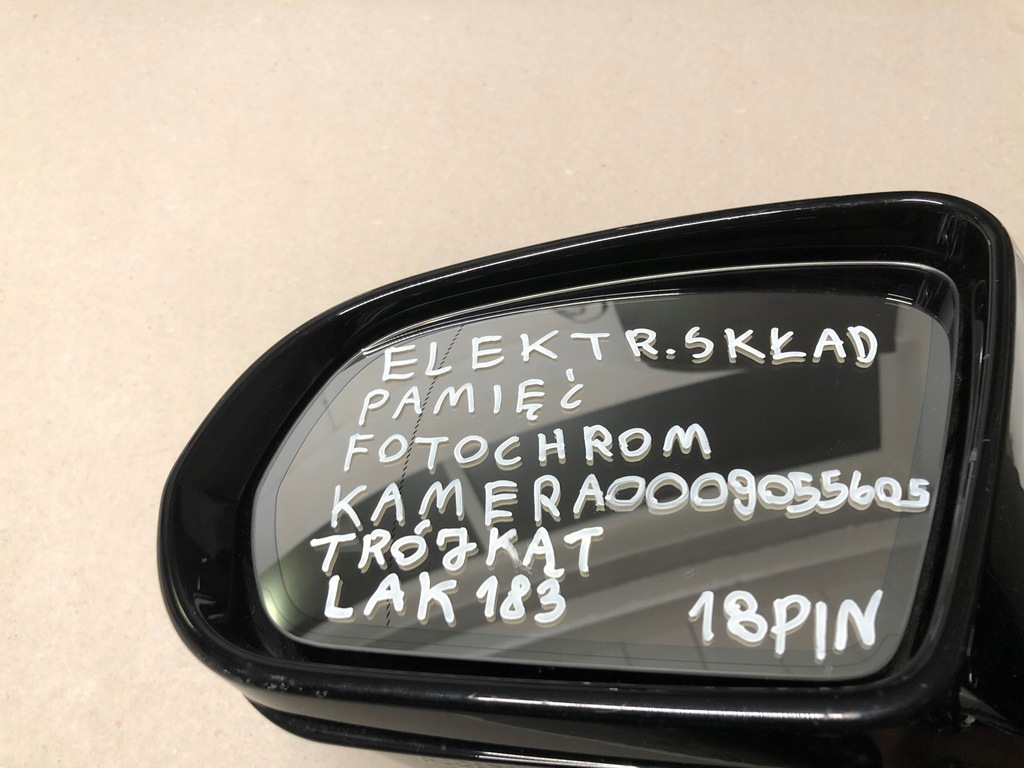 ELEKTR. SKŁAD
PAMIĘĆ
FOTOCHROM
KAMERA0009055605
TRÓJKĄT
LAK 183
18PIN